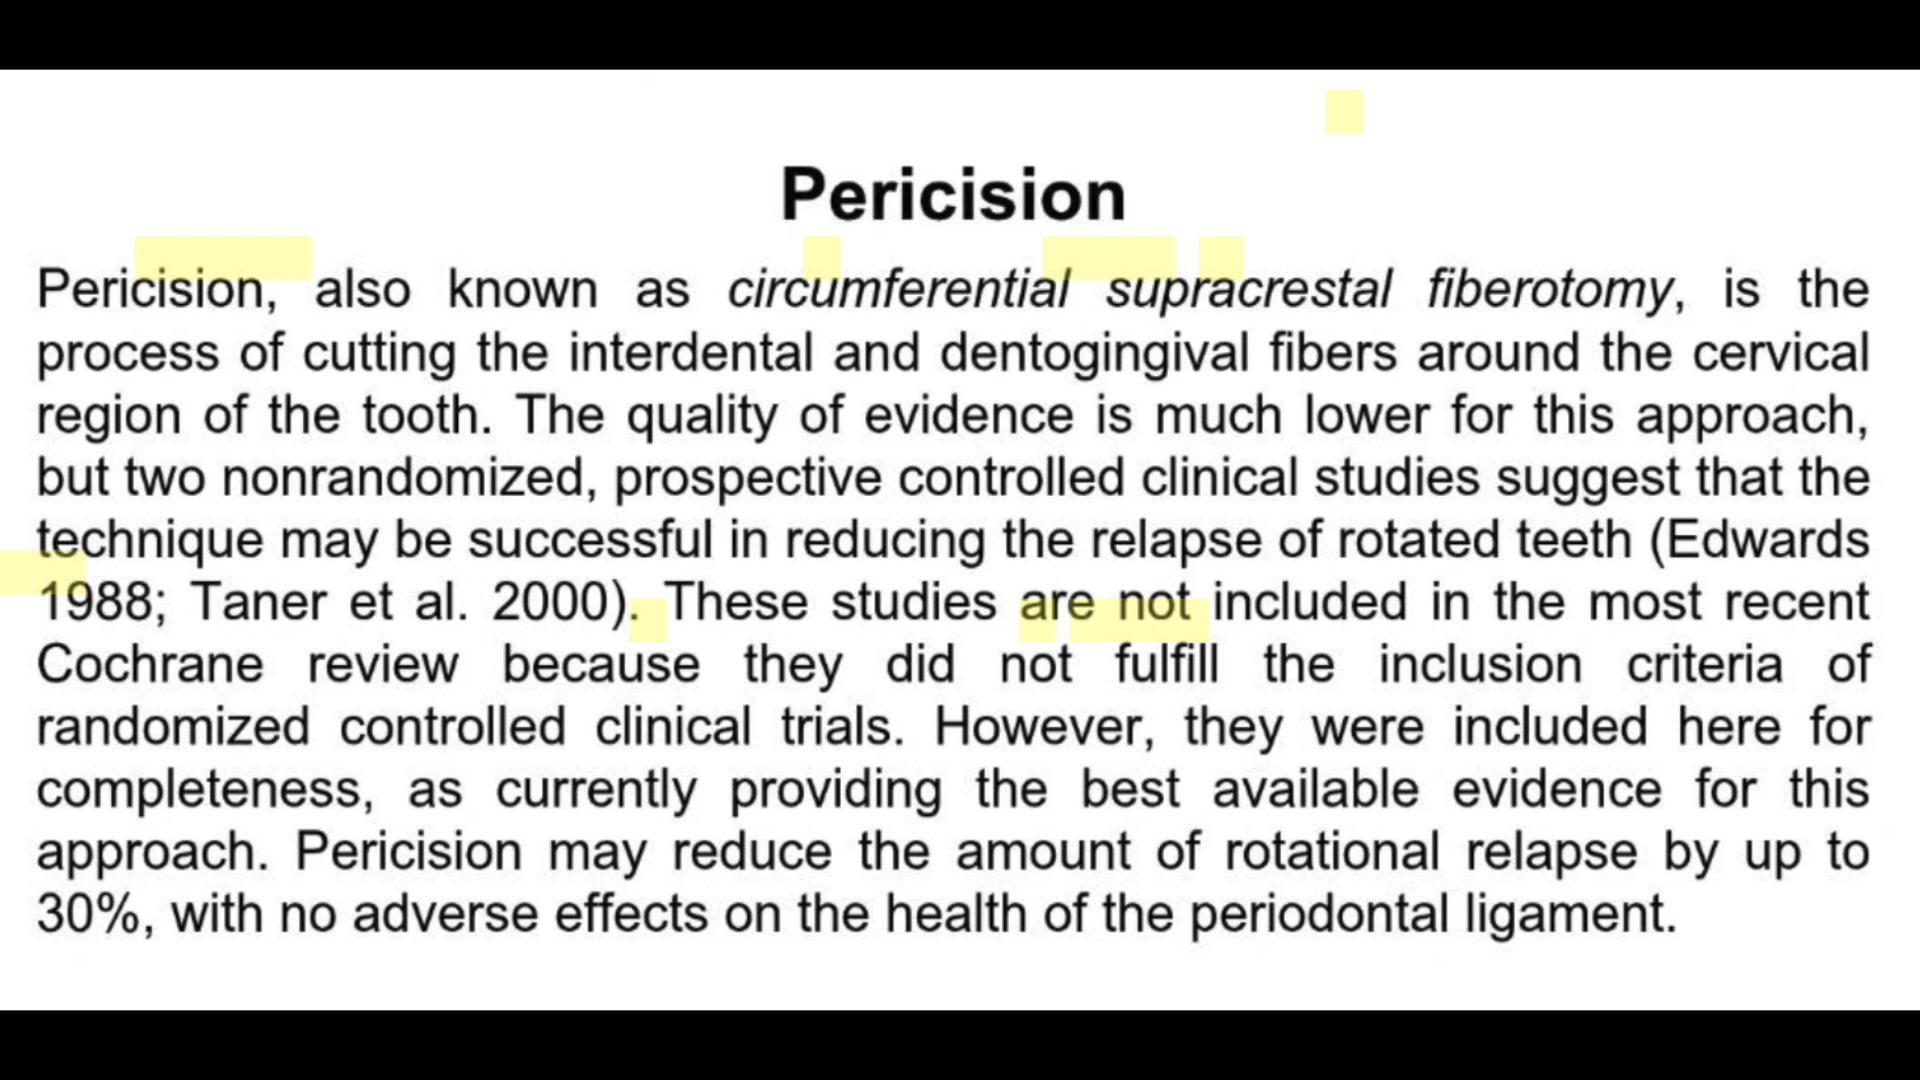 Pericision
Pericision, also known as circumferential supracrestal fiberotomy, is the
process of cutting the interdental and dentogingival fibers around the cervical
region of the tooth. The quality of evidence is much lower for this approach,
but two nonrandomized, prospective controlled clinical studies suggest that the
technique may be successful in reducing the relapse of rotated teeth (Edwards
1988; Taner et al. 2000). These studies are not included in the most recent
Cochrane review because they did not fulfill the inclusion criteria of
randomized controlled clinical trials. However, they were included here for
completeness, as currently providing the best available evidence for this
approach. Pericision may reduce the amount of rotational relapse by up to
30%, with no adverse effects on the health of the periodontal ligament.